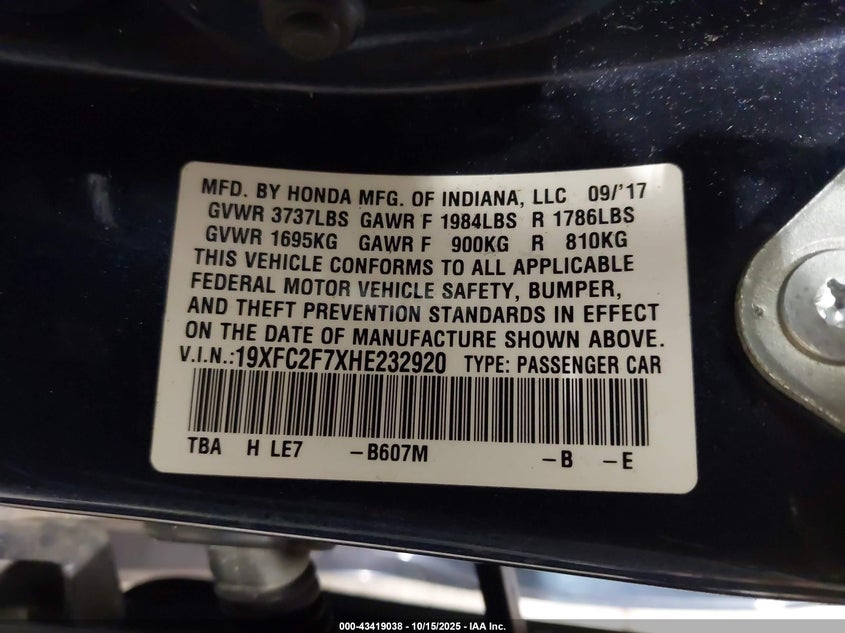 MFD. BY HONDA MFG. OF INDIANA, LLC 09/'17
GVWR 3737LBS GAWR F 1984LBS R 1786LBS
GVWR 1695KG GAWR F 900KG R 810KG
THIS VEHICLE CONFORMS TO ALL APPLICABLE
FEDERAL MOTOR VEHICLE SAFETY, BUMPER,
AND THEFT PREVENTION STANDARDS IN EFFECT
ON THE DATE OF MANUFACTURE SHOWN ABOVE.
V.I.N.:19XFC2F7XHE232920 TYPE: PASSENGER CAR
TBA H LE7 -B607M -B -E
000-43419038 - 10/15/2025 - IAA Inc.